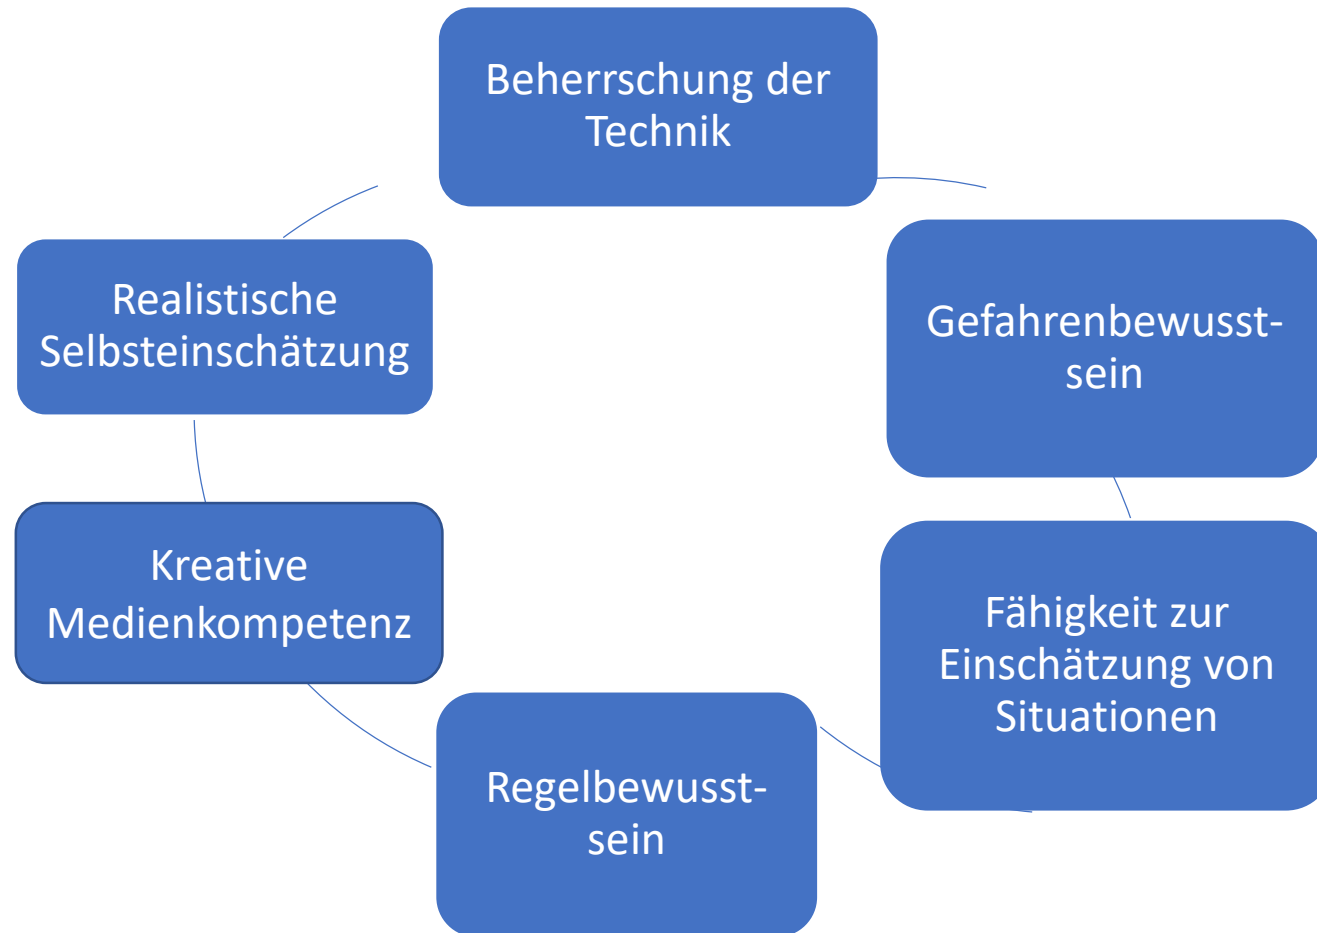 Beherrschung der
Technik
Gefahrenbewusst-
sein
Fähigkeit zur
Einschätzung von
Situationen
Regelbewusst-
sein
Kreative
Medienkompetenz
Realistische
Selbsteinschätzung